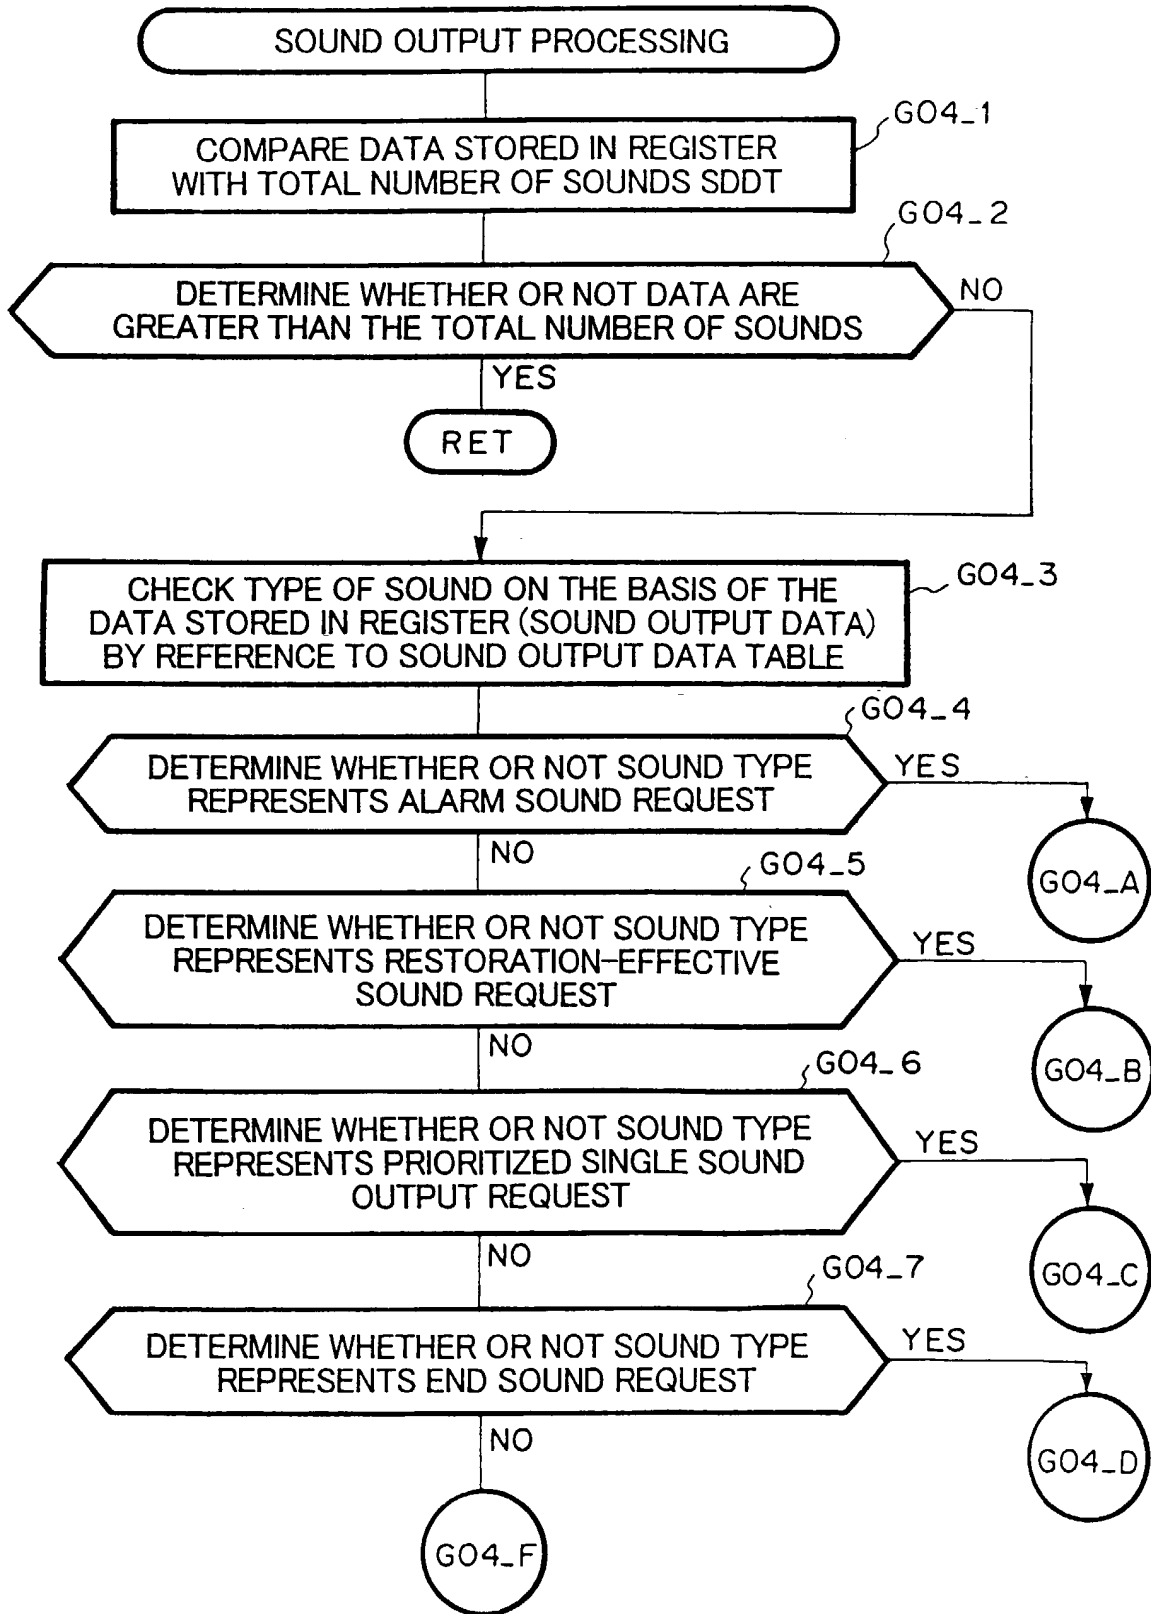 SOUND OUTPUT PROCESSING
G04_1
COMPARE DATA STORED IN REGISTER
WITH TOTAL NUMBER OF SOUNDS SDDT
G04_2
DETERMINE WHETHER OR NOT DATA ARE
GREATER THAN THE TOTAL NUMBER OF SOUNDS
NO
YES
RET
G04_3
CHECK TYPE OF SOUND ON THE BASIS OF THE
DATA STORED IN REGISTER (SOUND OUTPUT DATA)
BY REFERENCE TO SOUND OUTPUT DATA TABLE
G04_4
DETERMINE WHETHER OR NOT SOUND TYPE
REPRESENTS ALARM SOUND REQUEST
YES
G04_A
NO
G04_5
DETERMINE WHETHER OR NOT SOUND TYPE
REPRESENTS RESTORATION-EFFECTIVE
SOUND REQUEST
YES
G04_B
NO
G04_6
DETERMINE WHETHER OR NOT SOUND TYPE
REPRESENTS PRIORITIZED SINGLE SOUND
OUTPUT REQUEST
YES
G04_C
NO
G04_7
DETERMINE WHETHER OR NOT SOUND TYPE
REPRESENTS END SOUND REQUEST
YES
G04_D
NO
G04_F